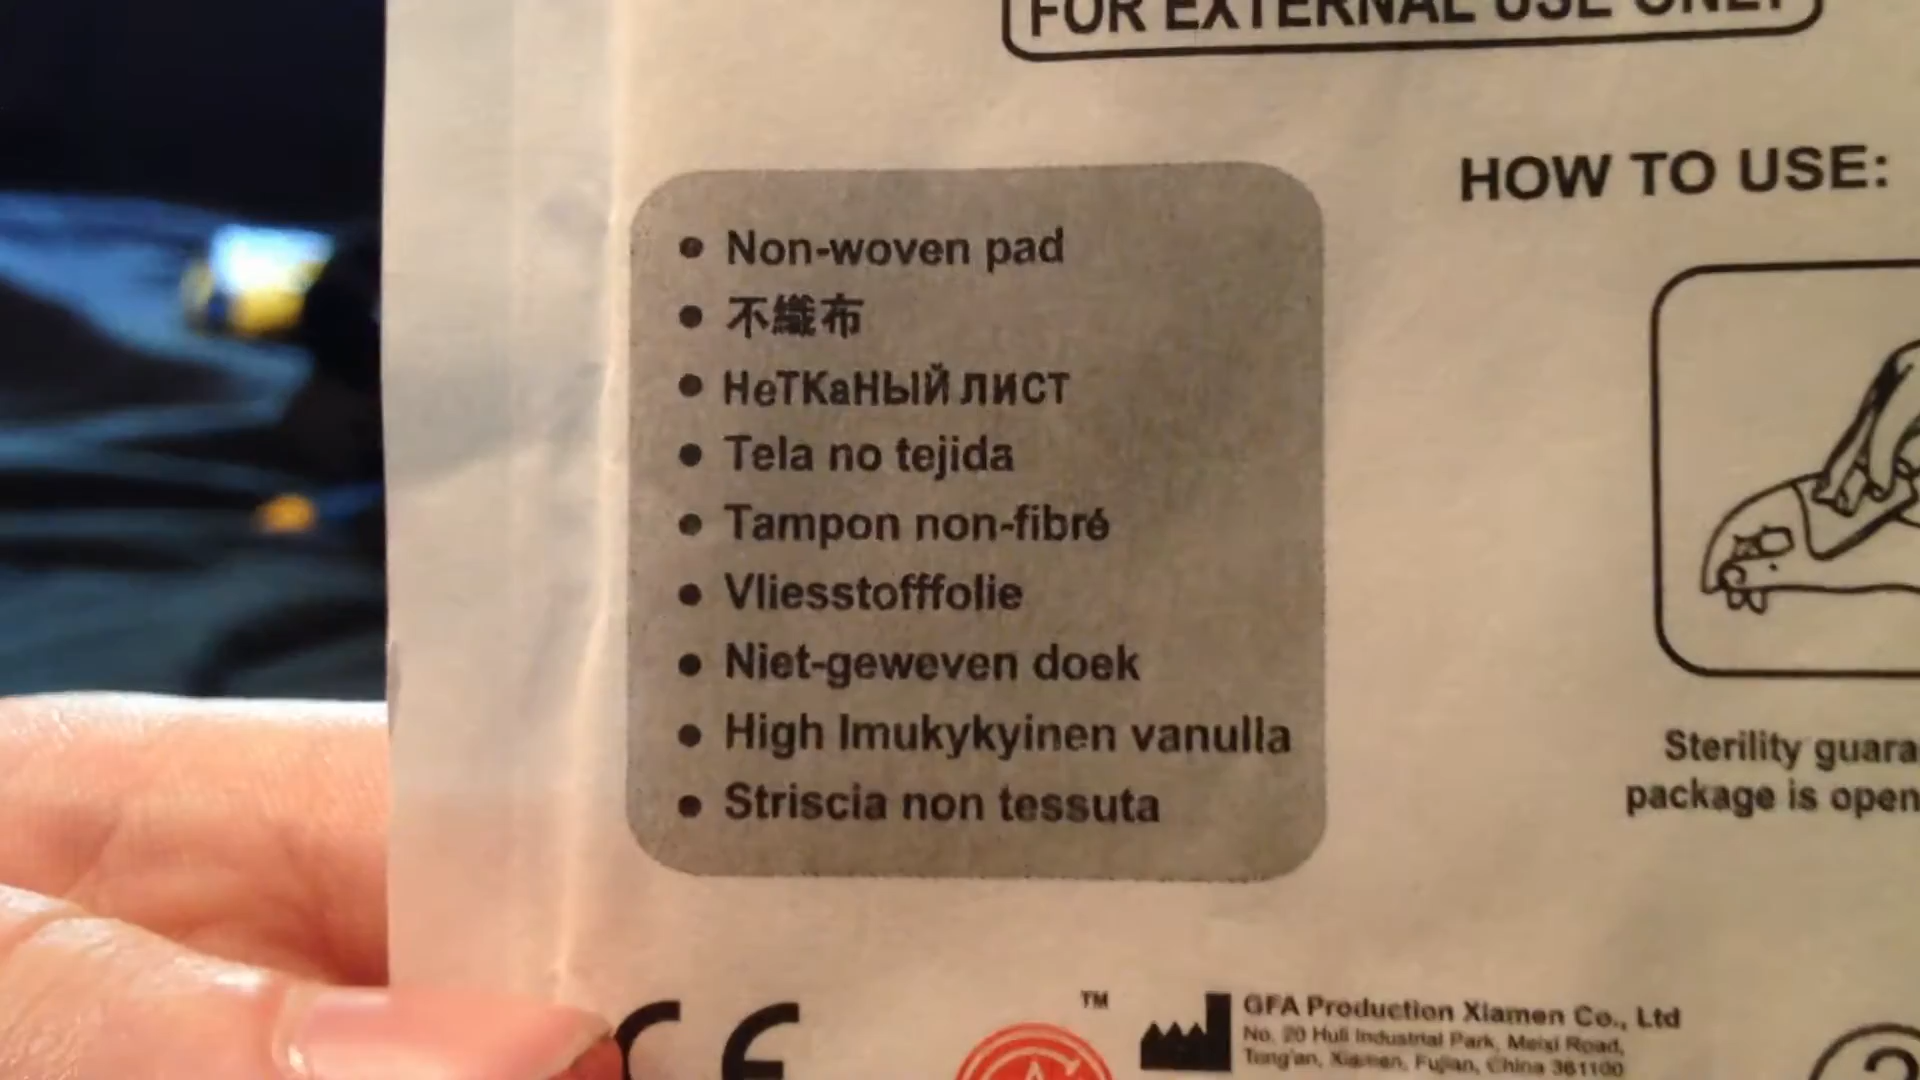 FOR EXTERNAL USE ONLY
HOW TO USE:
• Non-woven pad
• 不織布
• НеТКаНЫЙ ЛИСТ
• Tela no tejida
• Tampon non-fibré
• Vliesstofffolie
• Niet-geweven doek
• High Imukykyinen vanulla
• Striscia non tessuta
Sterility guara
package is open
CE
TM
GFA Production Xiamen Co., Ltd
No. 20 Huli Industrial Park, Meixi Road,
Tong'an, Xiamen, Fujian, China 361100
2